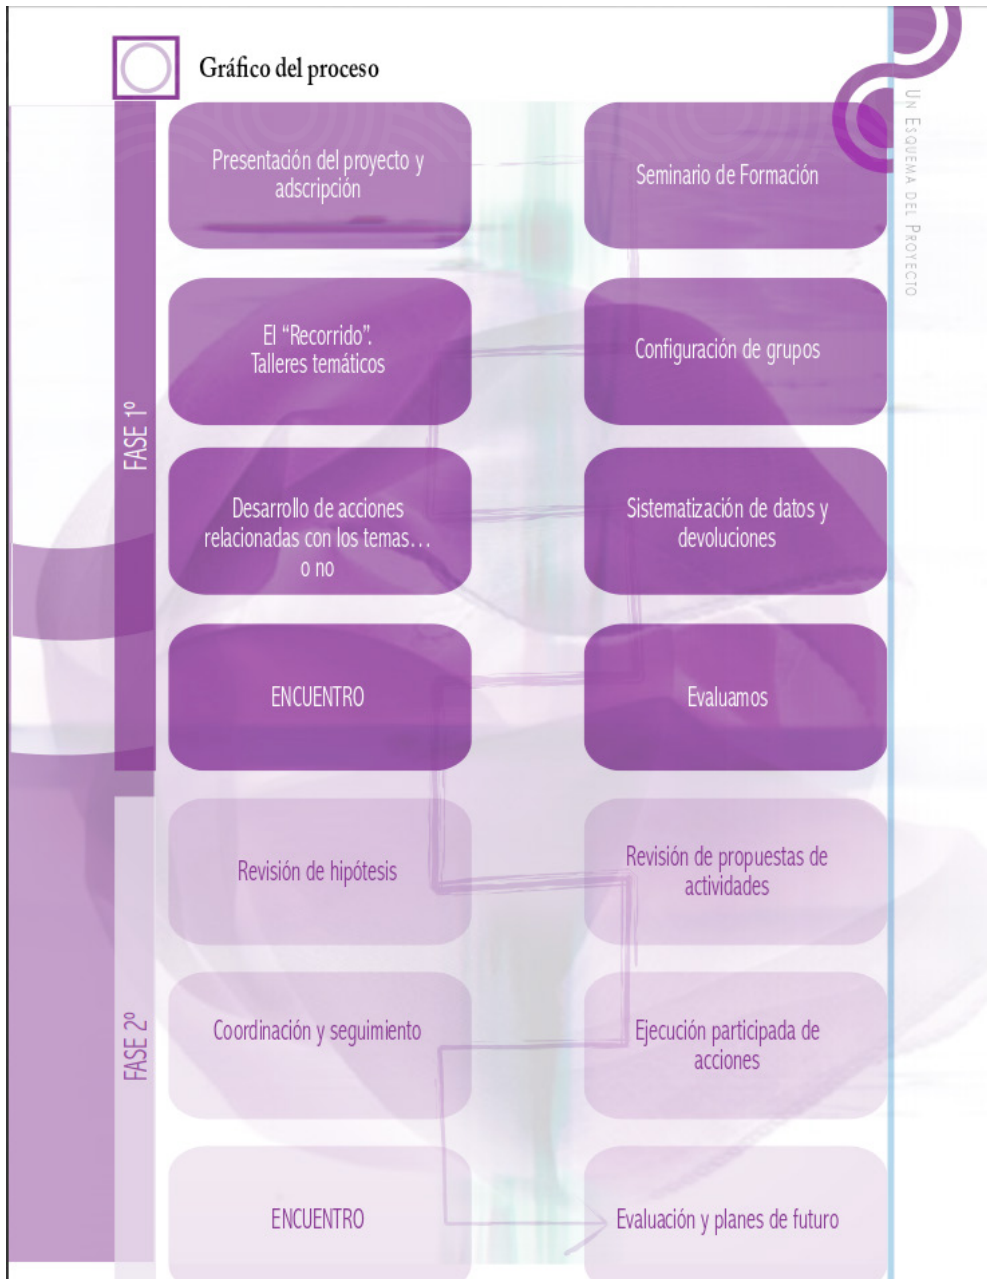 Gráfico del proceso
UN ESQUEMA DEL PROYECTO
FASE 1º
Presentación del proyecto y
adscripción
Seminario de Formación
El “Recorrido”.
Talleres temáticos
Configuración de grupos
Desarrollo de acciones
relacionadas con los temas…
o no
Sistematización de datos y
devoluciones
ENCUENTRO
Evaluamos
FASE 2º
Revisión de hipótesis
Revisión de propuestas de
actividades
Coordinación y seguimiento
Ejecución participada de
acciones
ENCUENTRO
Evaluación y planes de futuro